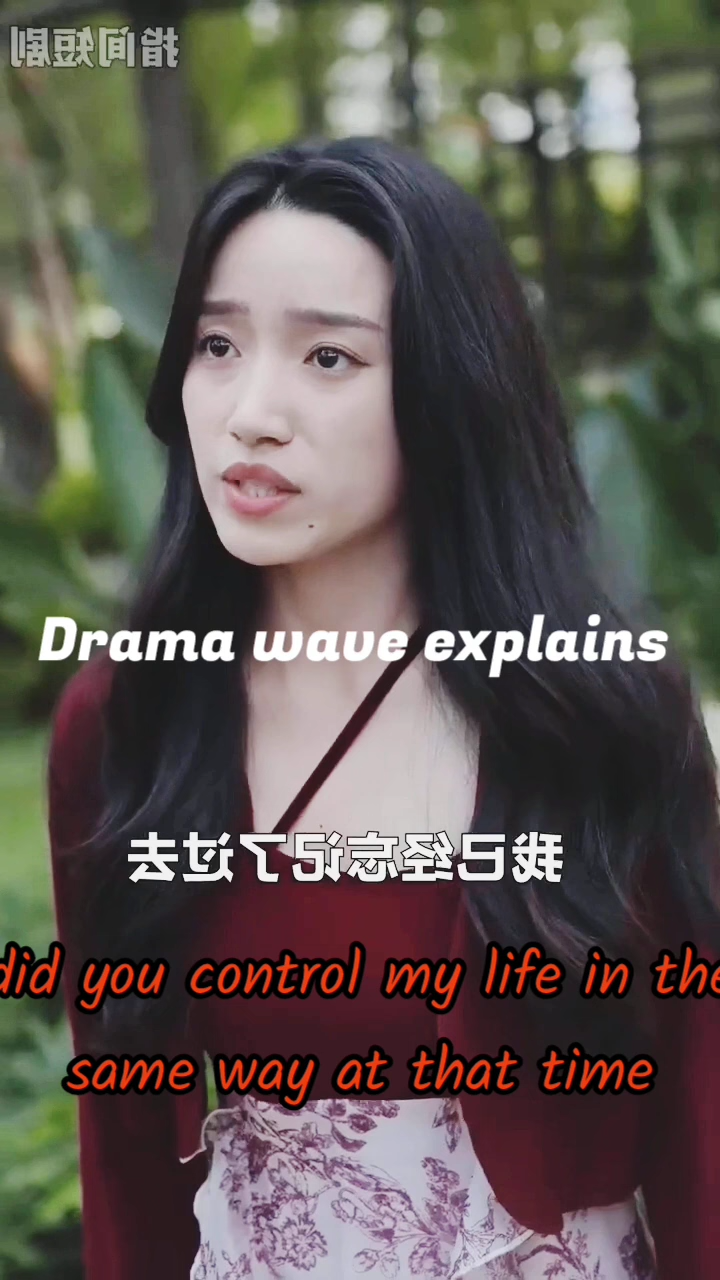 指间短剧
Drama wave explains
我已经忘记了过去
did you control my life in the
same way at that time